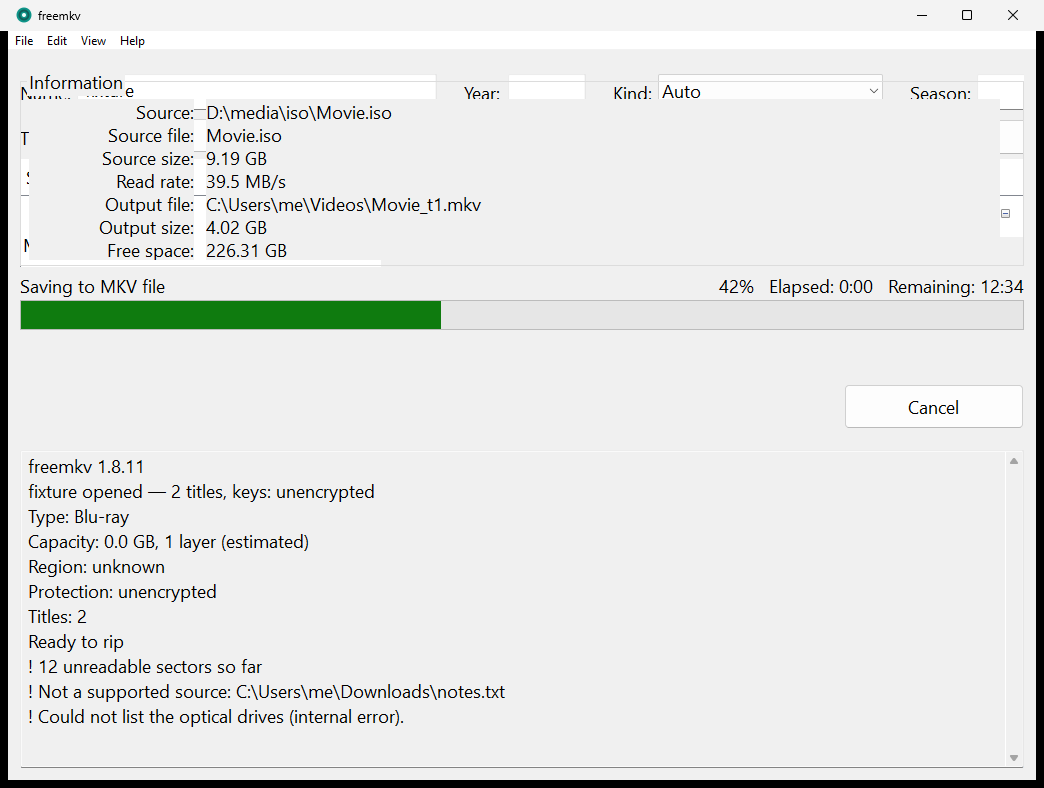 freemkv
File Edit View Help
Information
Year: Kind: Auto Season:
Source: D:\media\iso\Movie.iso
Source file: Movie.iso
Source size: 9.19 GB
Read rate: 39.5 MB/s
Output file: C:\Users\me\Videos\Movie_t1.mkv
Output size: 4.02 GB
Free space: 226.31 GB
Saving to MKV file 42% Elapsed: 0:00 Remaining: 12:34
Cancel
freemkv 1.8.11
fixture opened — 2 titles, keys: unencrypted
Type: Blu-ray
Capacity: 0.0 GB, 1 layer (estimated)
Region: unknown
Protection: unencrypted
Titles: 2
Ready to rip
! 12 unreadable sectors so far
! Not a supported source: C:\Users\me\Downloads\notes.txt
! Could not list the optical drives (internal error).